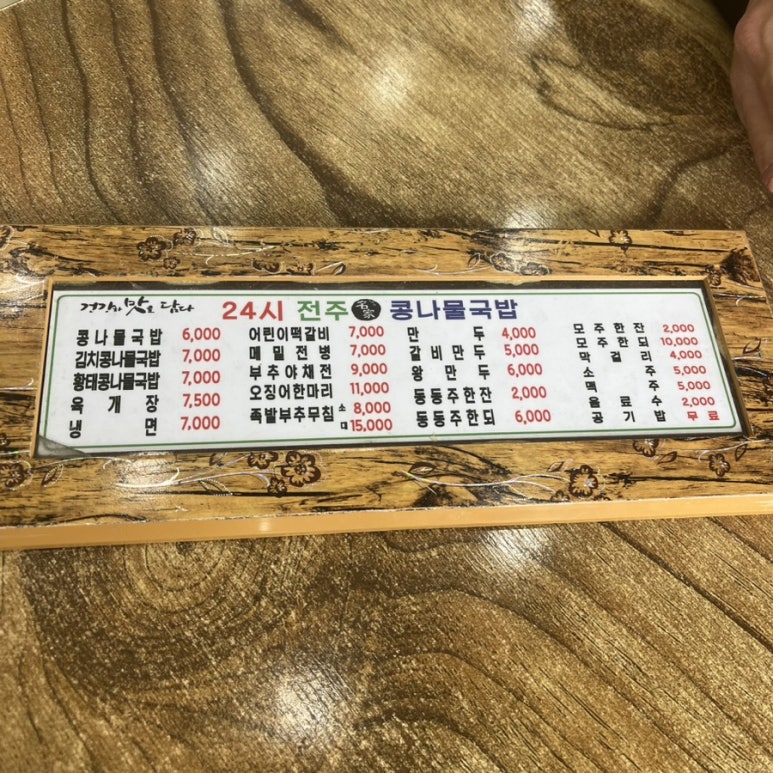 건강과 맛을 담다
24시 전주 名家 콩나물국밥
콩나물국밥 6,000
김치콩나물국밥 7,000
황태콩나물국밥 7,000
육개장 7,500
냉면 7,000
어린이떡갈비 7,000
메밀전병 7,000
부추야채전 9,000
오징어한마리 11,000
족발부추무침 소 8,000
대 15,000
만두 4,000
갈비만두 5,000
왕만두 6,000
동동주한잔 2,000
동동주한되 6,000
모주한잔 2,000
모주한되 10,000
막걸리 4,000
소주 5,000
맥주 5,000
음료수 2,000
공기밥 무료